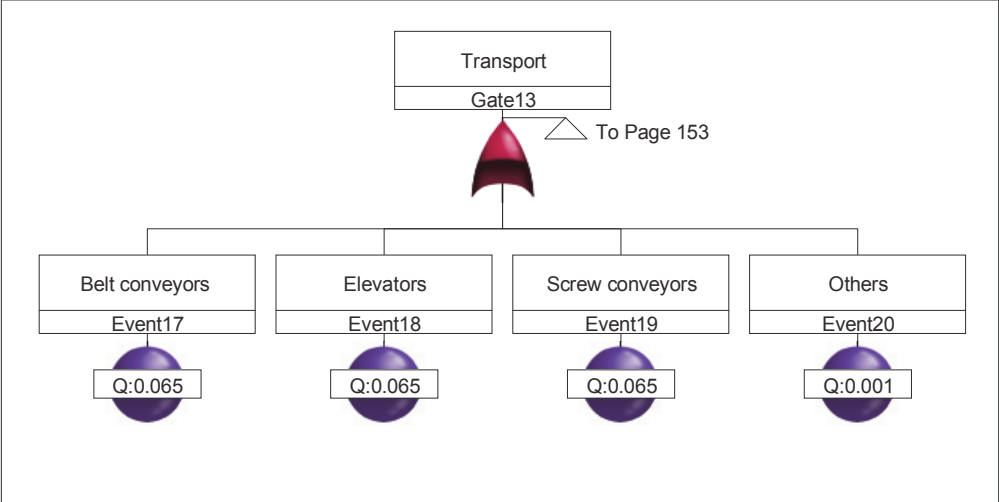 Transport
Gate13
To Page 153
Belt conveyors
Event17
Q:0.065
Elevators
Event18
Q:0.065
Screw conveyors
Event19
Q:0.065
Others
Event20
Q:0.001